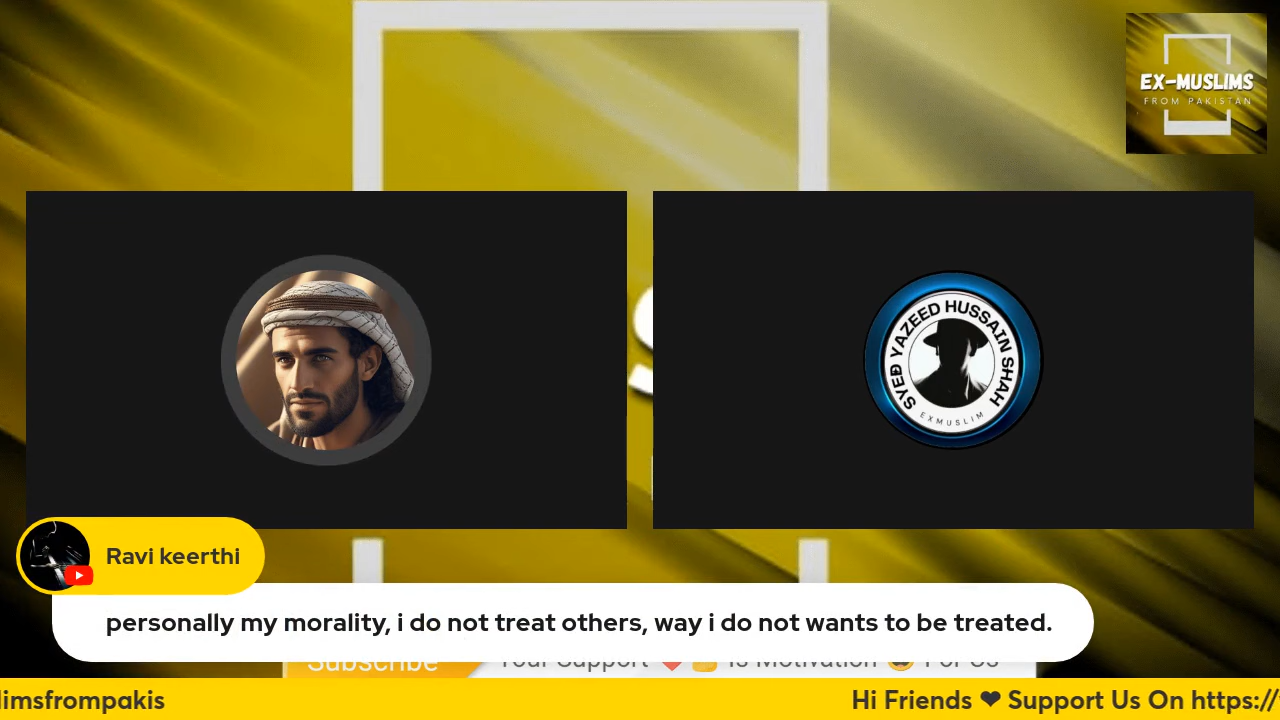 EX-MUSLIMS
FROM PAKISTAN
SYED YAZEED HUSSAIN SHAH
EXMUSLIM
Ravi keerthi
personally my morality, i do not treat others, way i do not wants to be treated.
Subscribe Your Support ❤️ Is Motivation For Us
limsfrompakis Hi Friends ❤ Support Us On https://